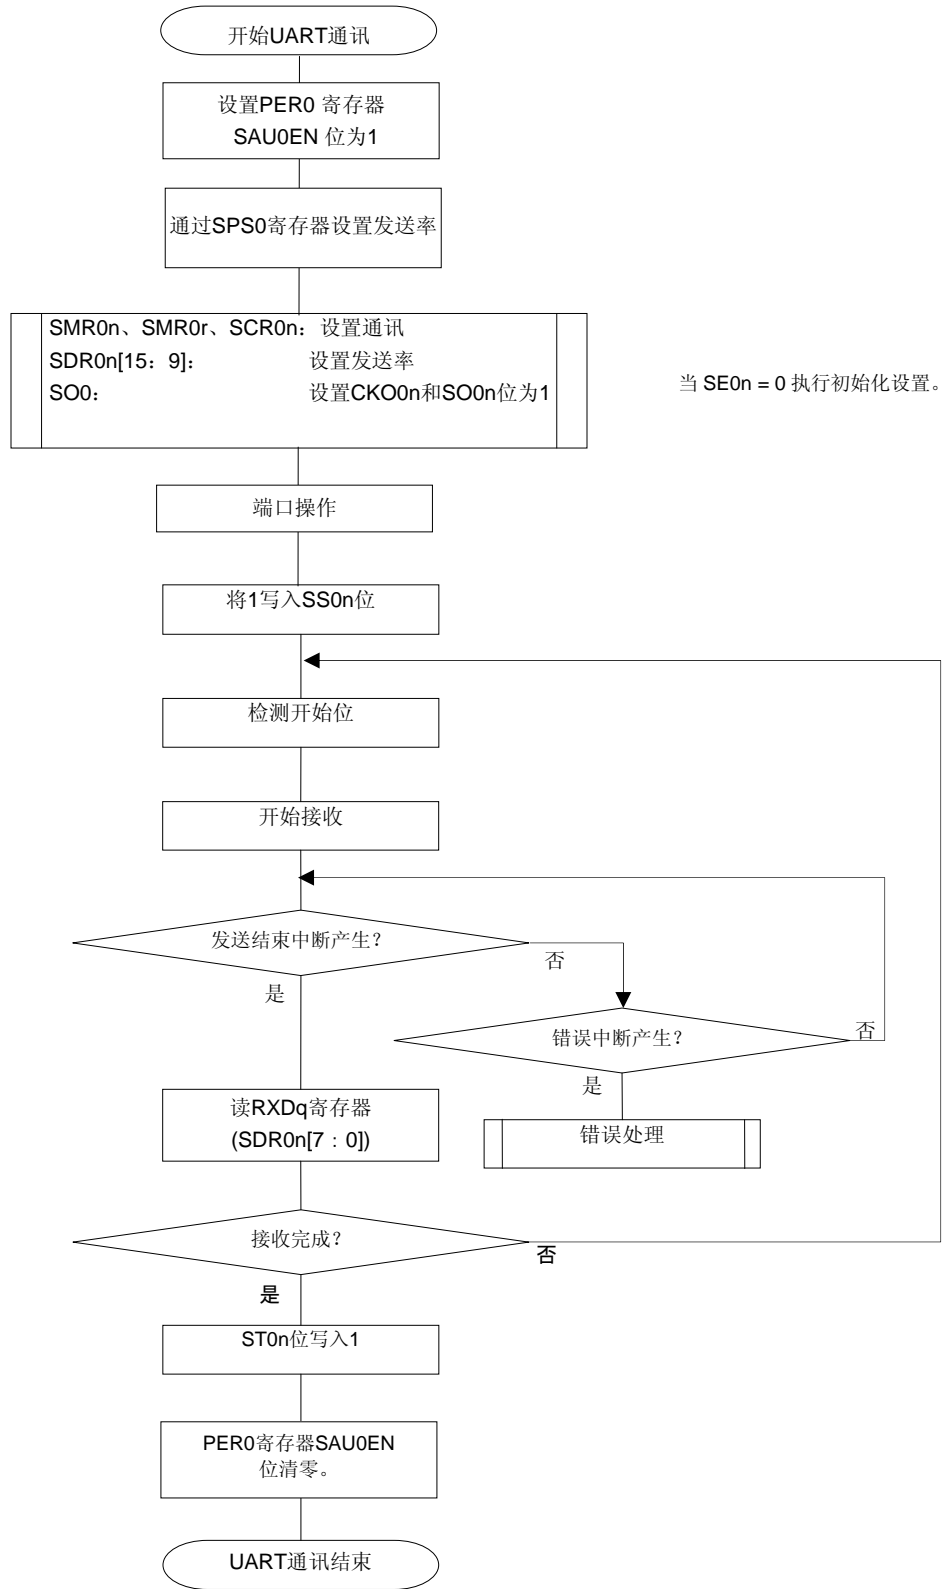 开始UART通讯
设置PER0 寄存器
SAU0EN 位为1
通过SPS0寄存器设置发送率
SMR0n、SMR0r、SCR0n：设置通讯
SDR0n[15：9]： 设置发送率
SO0： 设置CKO0n和SO0n位为1
当 SE0n = 0 执行初始化设置。
端口操作
将1写入SS0n位
检测开始位
开始接收
发送结束中断产生？
否
是
错误中断产生？
否
是
读RXDq寄存器
(SDR0n[7：0])
错误处理
接收完成？
否
是
ST0n位写入1
PER0寄存器SAU0EN
位清零。
UART通讯结束